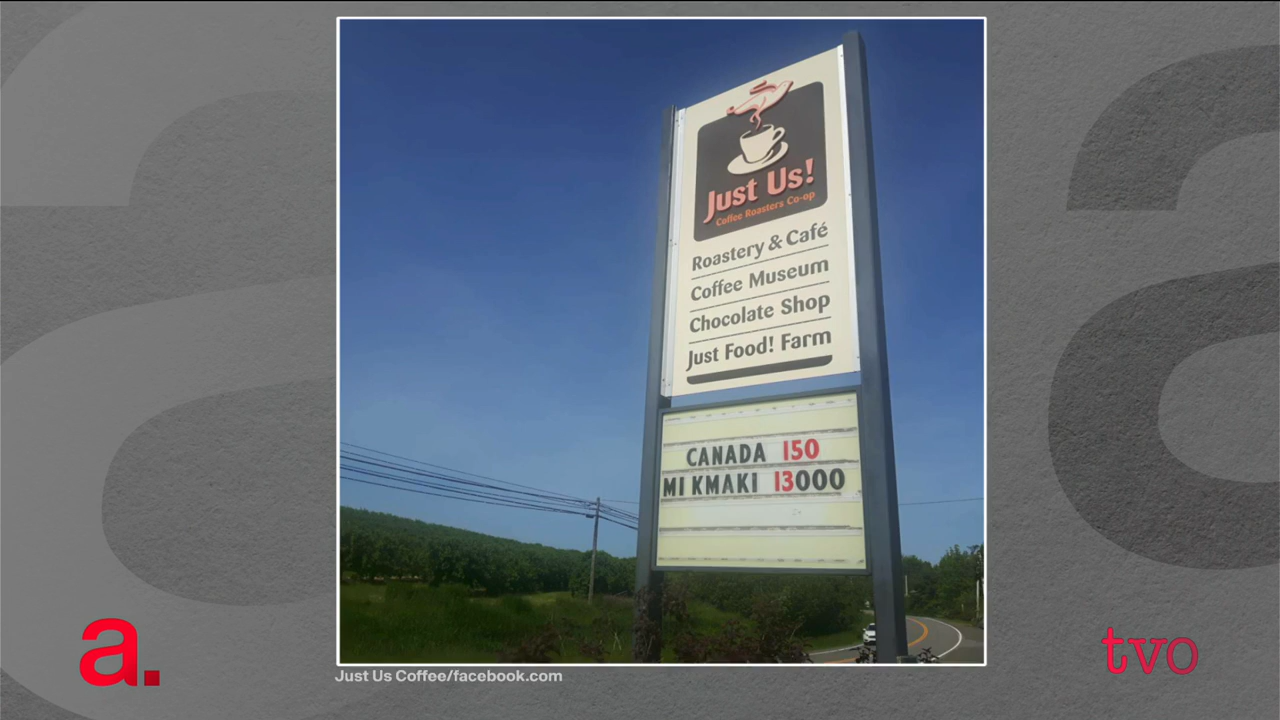 Just Us!
Coffee Roasters Co-op
Roastery & Café
Coffee Museum
Chocolate Shop
Just Food! Farm
CANADA 150
MI KMAKI 13000
a.
tvo
Just Us Coffee/facebook.com